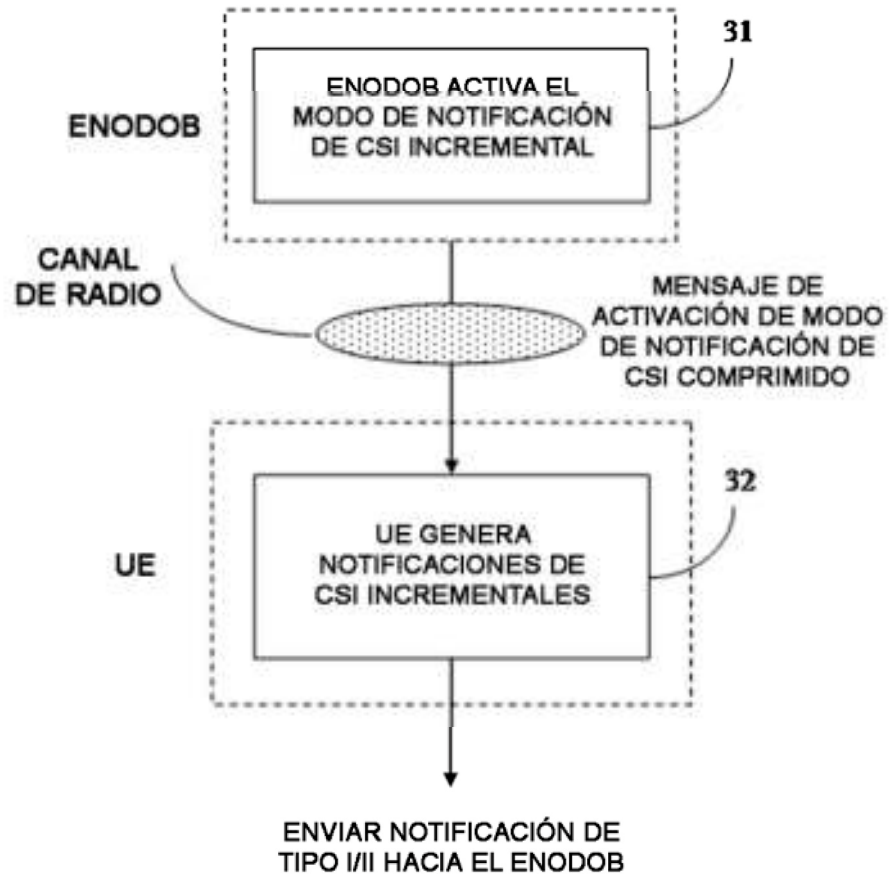 31
ENODOB ACTIVA EL
MODO DE NOTIFICACIÓN
DE CSI INCREMENTAL
ENODOB
CANAL
DE RADIO
MENSAJE DE
ACTIVACIÓN DE MODO
DE NOTIFICACIÓN DE
CSI COMPRIMIDO
32
UE GENERA
NOTIFICACIONES DE
CSI INCREMENTALES
UE
ENVIAR NOTIFICACIÓN DE
TIPO I/II HACIA EL ENODOB